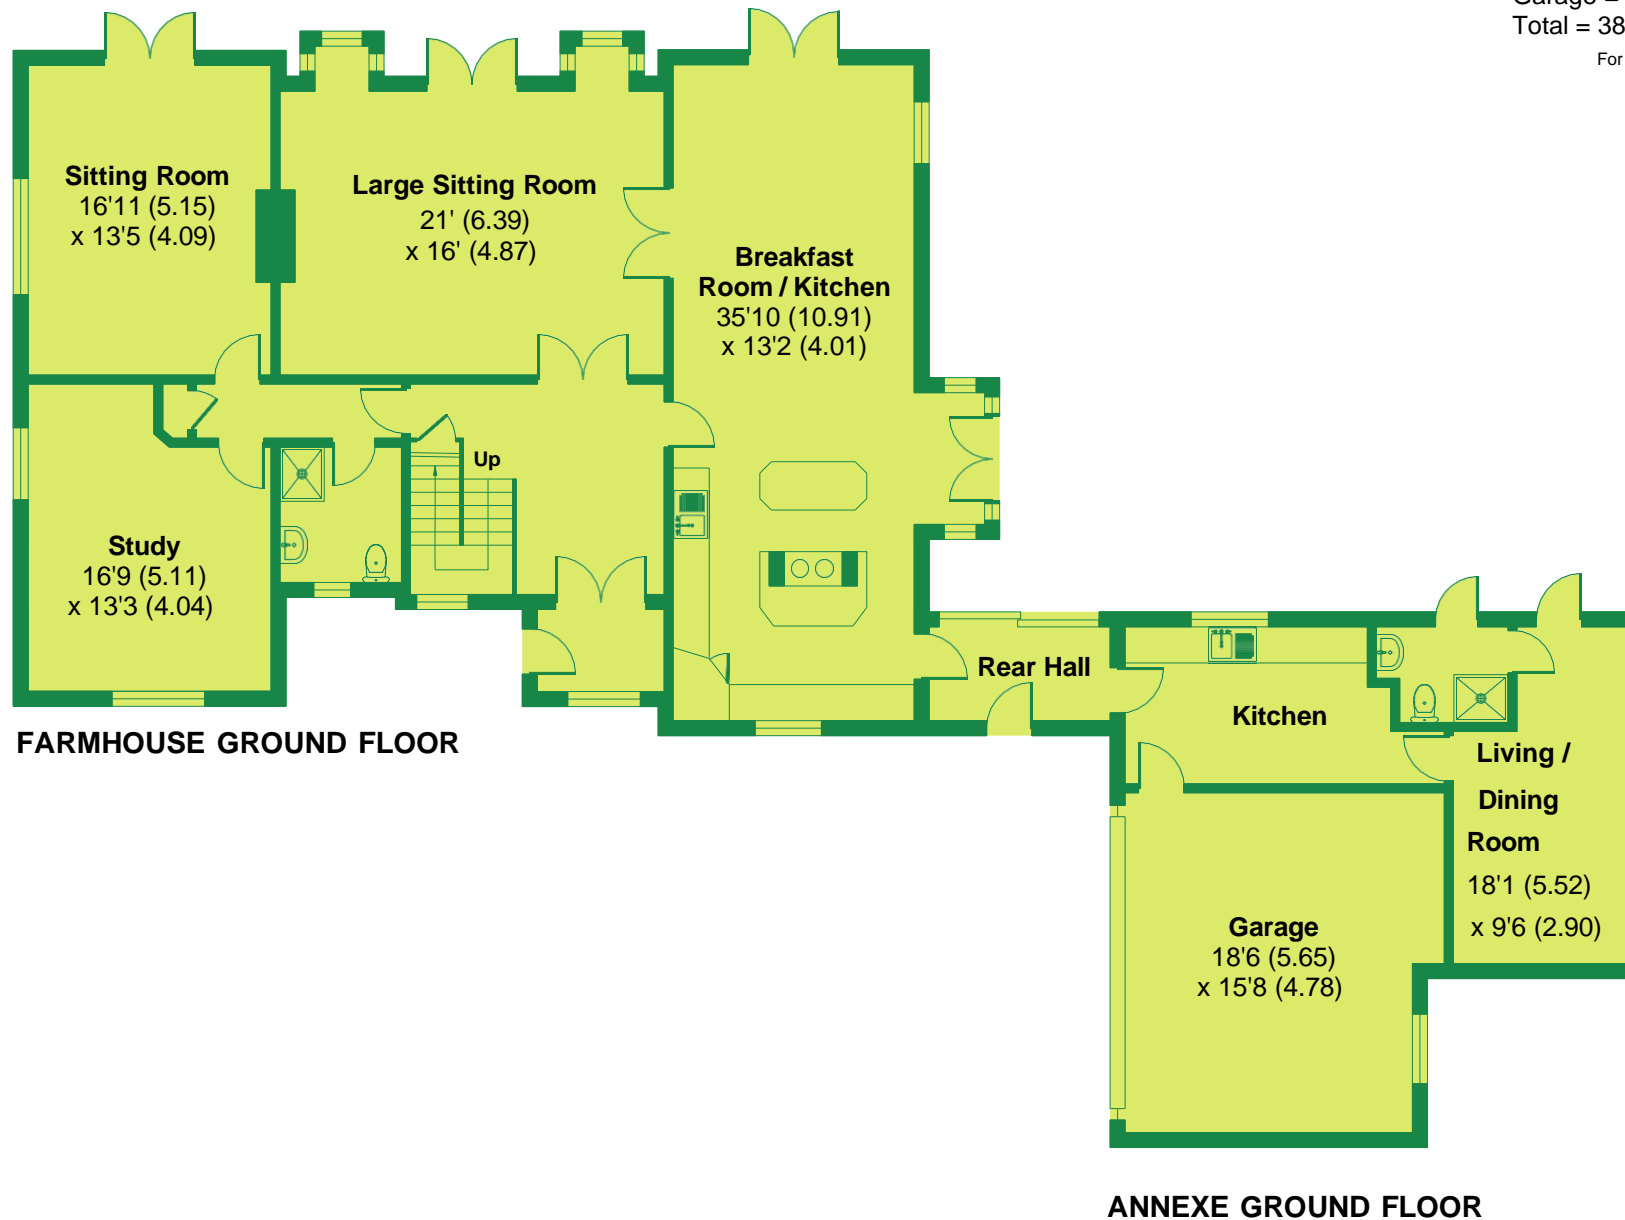 Garage =
Total = 38
For
Sitting Room
16'11 (5.15)
x 13'5 (4.09)
Large Sitting Room
21' (6.39)
x 16' (4.87)
Breakfast
Room / Kitchen
35'10 (10.91)
x 13'2 (4.01)
Up
Study
16'9 (5.11)
x 13'3 (4.04)
Rear Hall
Kitchen
Living /
Dining
Room
18'1 (5.52)
x 9'6 (2.90)
Garage
18'6 (5.65)
x 15'8 (4.78)
FARMHOUSE GROUND FLOOR
ANNEXE GROUND FLOOR